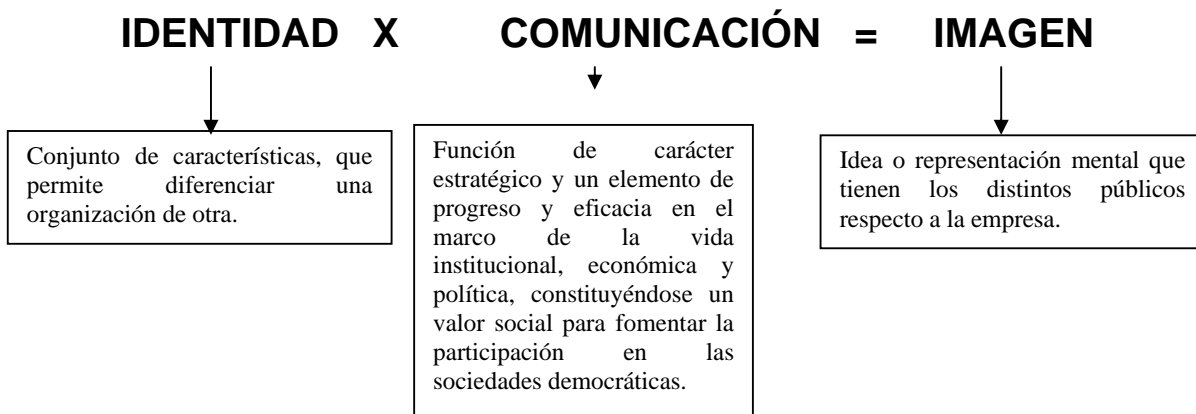 IDENTIDAD X COMUNICACIÓN = IMAGEN
Conjunto de características, que
permite diferenciar una
organización de otra.
Función de carácter
estratégico y un elemento de
progreso y eficacia en el
marco de la vida
institucional, económica y
política, constituyéndose un
valor social para fomentar la
participación en las
sociedades democráticas.
Idea o representación mental que
tienen los distintos públicos
respecto a la empresa.